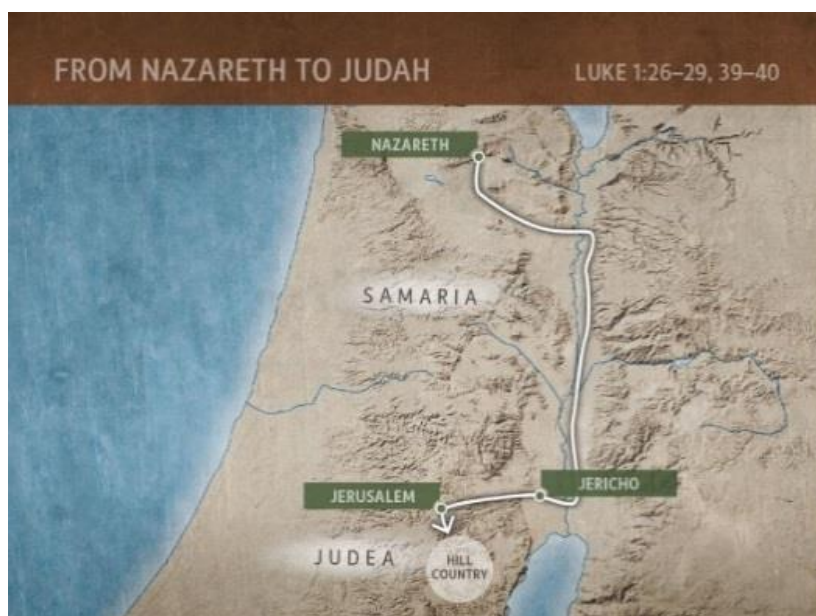 FROM NAZARETH TO JUDAH
LUKE 1:26–29, 39–40
NAZARETH
SAMARIA
JERICHO
JERUSALEM
JUDEA
HILL
COUNTRY